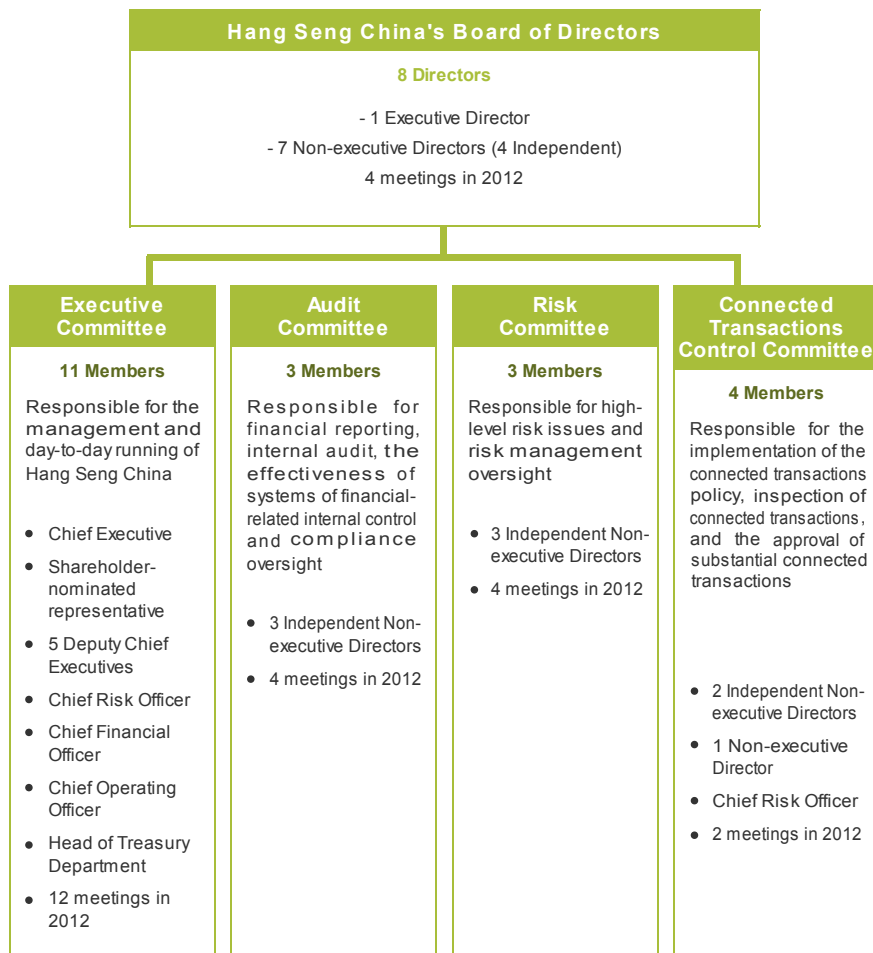 Hang Seng China's Board of Directors
8 Directors
- 1 Executive Director
- 7 Non-executive Directors (4 Independent)
4 meetings in 2012
Executive
Committee
11 Members
Responsible for the
management and
day-to-day running of
Hang Seng China
• Chief Executive
• Shareholder-
nominated
representative
• 5 Deputy Chief
Executives
• Chief Risk Officer
• Chief Financial
Officer
• Chief Operating
Officer
• Head of Treasury
Department
• 12 meetings in
2012
Audit
Committee
3 Members
Responsible for
financial reporting,
internal audit, the
effectiveness of
systems of financial-
related internal control
and compliance
oversight
• 3 Independent Non-
executive Directors
• 4 meetings in 2012
Risk
Committee
3 Members
Responsible for high-
level risk issues and
risk management
oversight
• 3 Independent Non-
executive Directors
• 4 meetings in 2012
Connected
Transactions
Control Committee
4 Members
Responsible for the
implementation of the
connected transactions
policy, inspection of
connected transactions,
and the approval of
substantial connected
transactions
• 2 Independent Non-
executive Directors
• 1 Non-executive
Director
• Chief Risk Officer
• 2 meetings in 2012